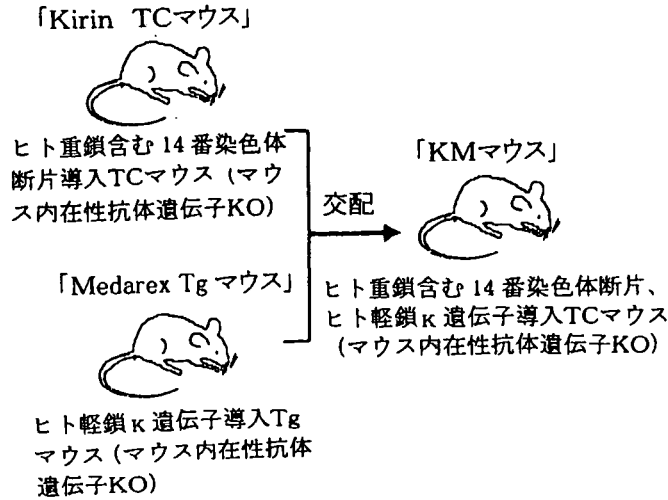 「Kirin TCマウス」
ヒト重鎖含む 14 番染色体
断片導入TCマウス（マウ
ス内在性抗体遺伝子KO）
「Medarex Tg マウス」
ヒト軽鎖 κ 遺伝子導入Tg
マウス（マウス内在性抗体
遺伝子KO）
交配
「KMマウス」
ヒト重鎖含む 14 番染色体断片、
ヒト軽鎖 κ 遺伝子導入TCマウス
（マウス内在性抗体遺伝子KO）